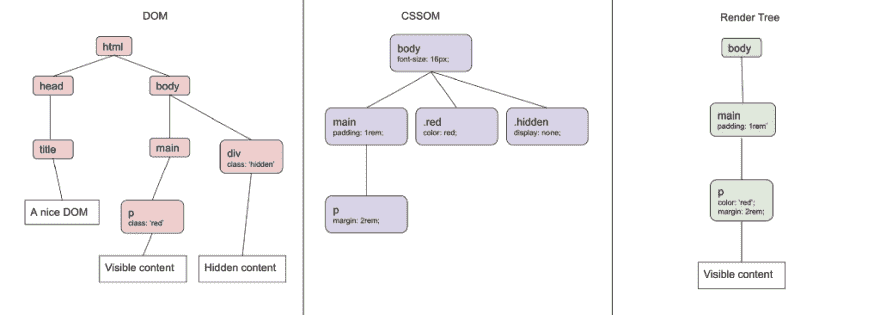 DOM
html
head
body
title
main
div
class: 'hidden'
A nice DOM
p
class: 'red'
Visible content
Hidden content
CSSOM
body
font-size: 16px;
main
padding: 1rem;
.red
color: red;
.hidden
display: none;
p
margin: 2rem;
Render Tree
body
main
padding: 1rem'
p
color: 'red';
margin: 2rem;
Visible content